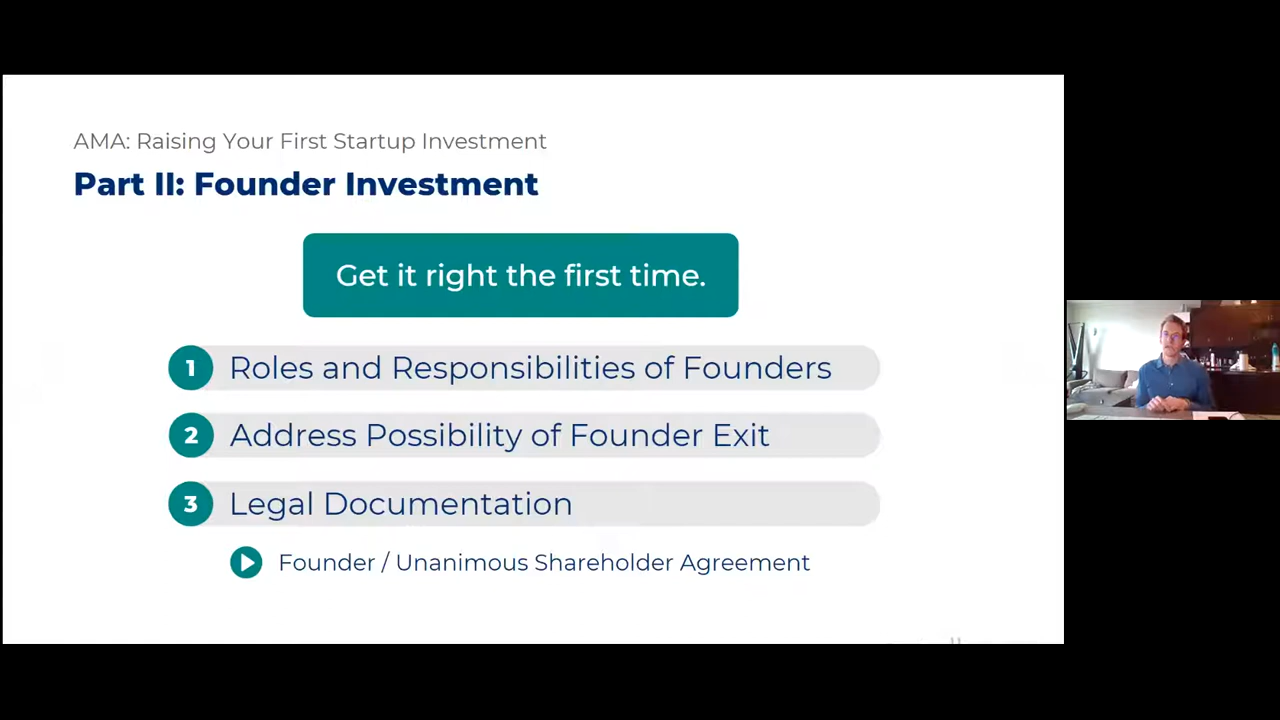 AMA: Raising Your First Startup Investment
Part II: Founder Investment
Get it right the first time.
1 Roles and Responsibilities of Founders
2 Address Possibility of Founder Exit
3 Legal Documentation
Founder / Unanimous Shareholder Agreement